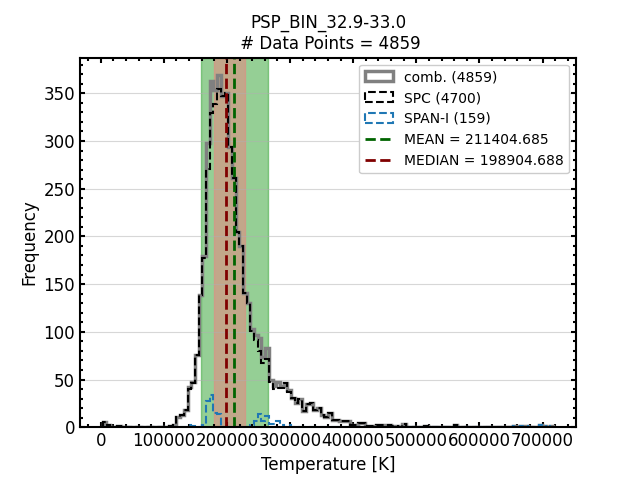 PSP_BIN_32.9-33.0
# Data Points = 4859
comb. (4859)
SPC (4700)
SPAN-I (159)
MEAN = 211404.685
MEDIAN = 198904.688
Frequency
350
300
250
200
150
100
50
0
0 100000 200000 300000 400000 500000 600000 700000
Temperature [K]